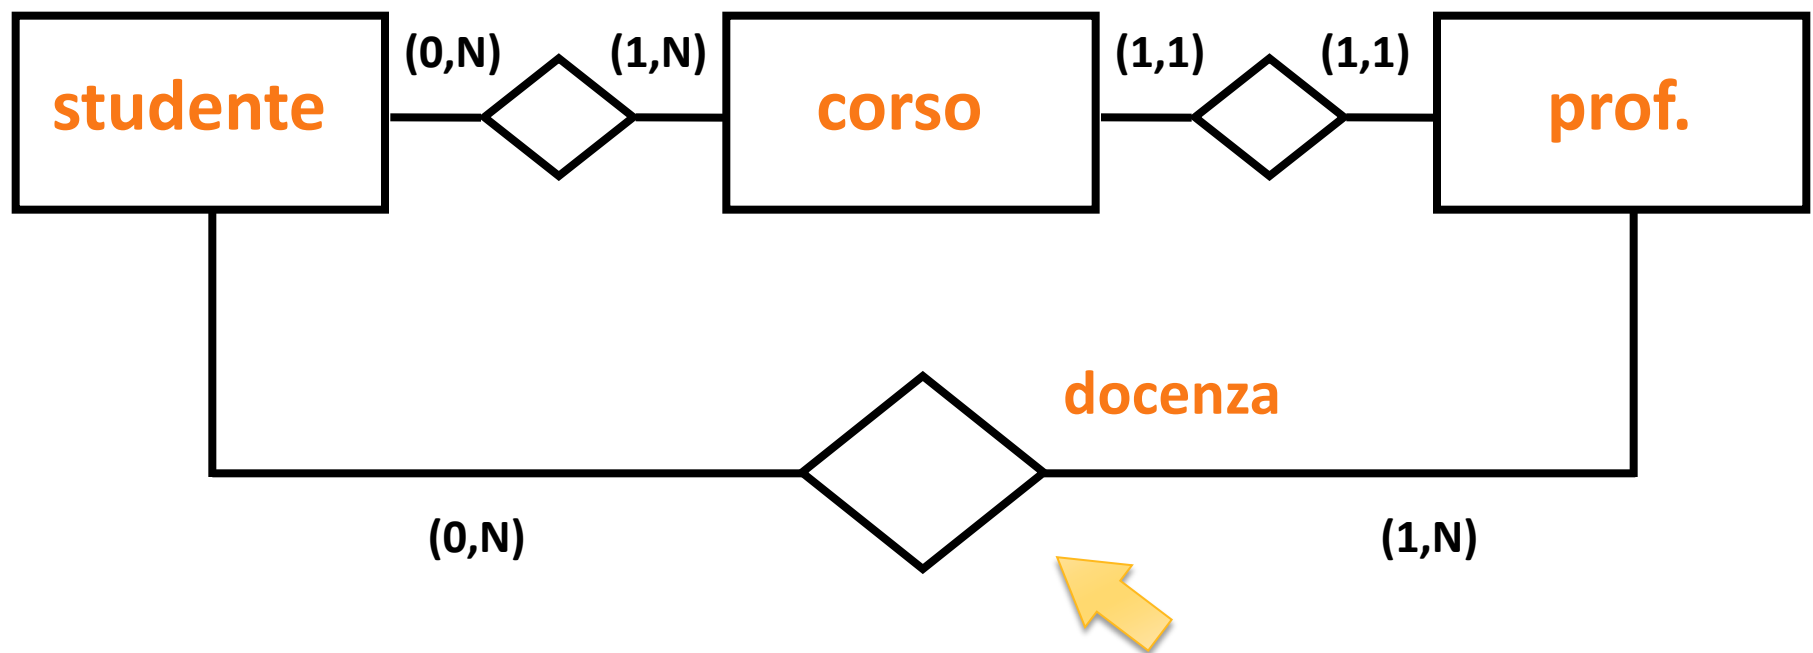 (0,N) (1,N) (1,1) (1,1)
studente corso prof.
docenza
(0,N) (1,N)